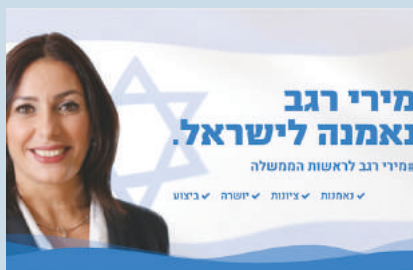 מירי רגב
נאמנה לישראל.
#מירי רגב לראשות הממשלה
✓ נאמנות ✓ ציונות ✓ יושרה ✓ ביצוע